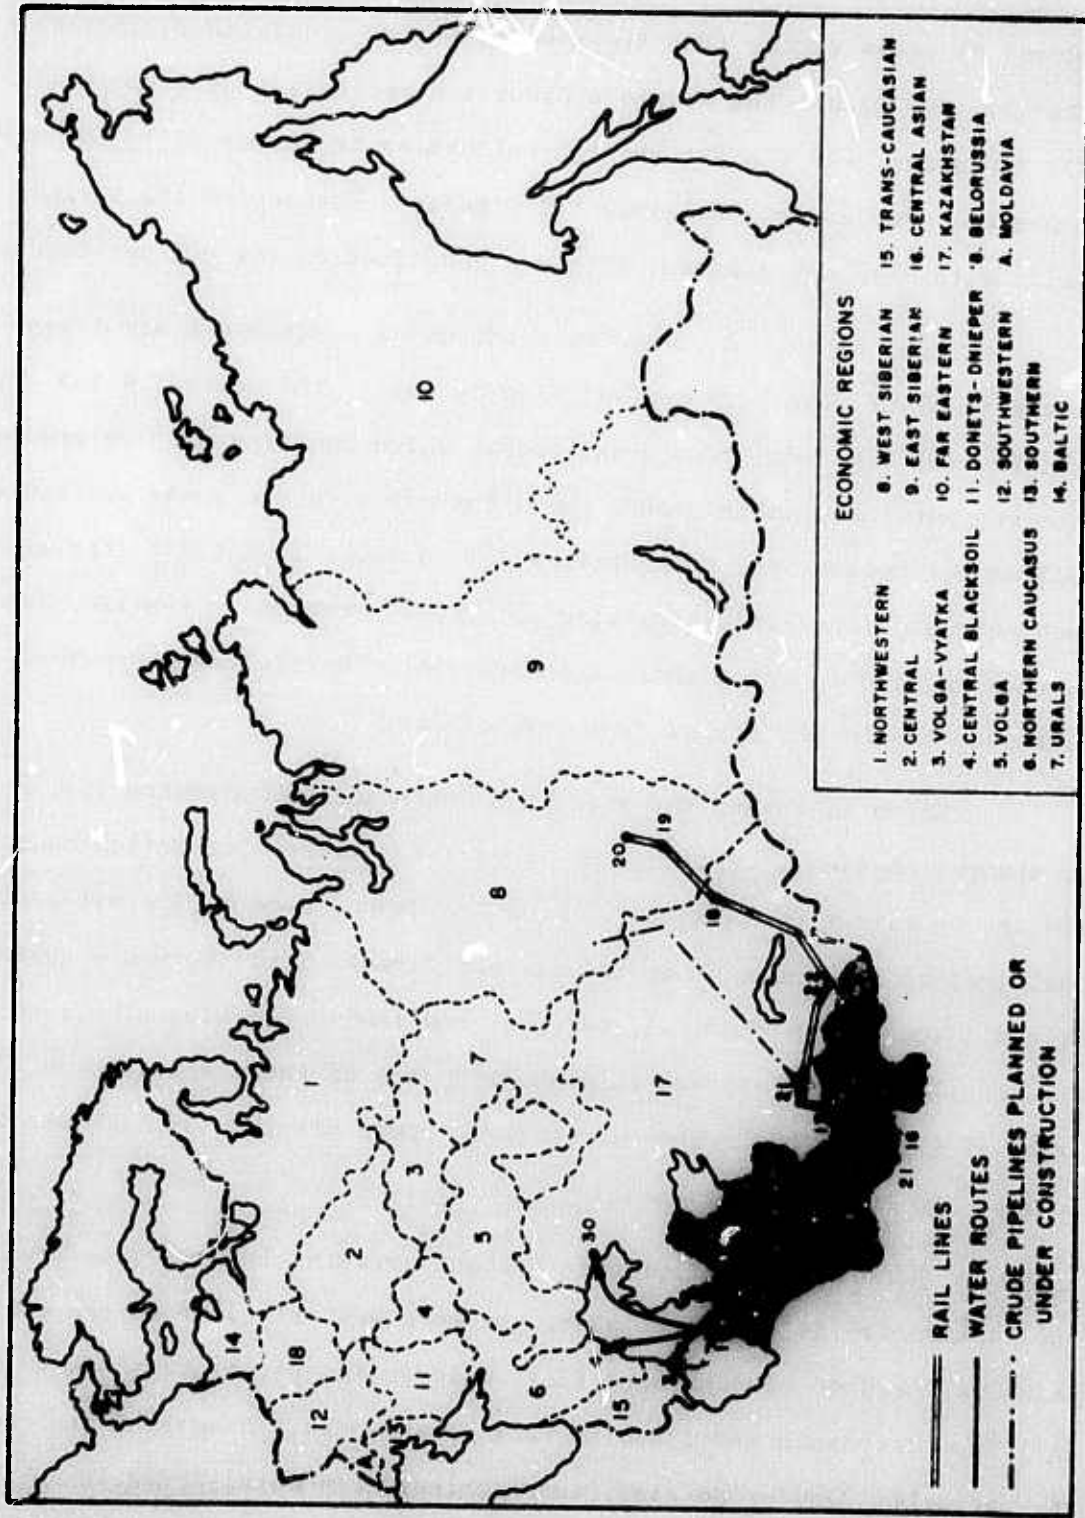 10
9
8
20
19
18
1
7
17
22
21
3
2
5
4
30
14
18
12
11
6
13
A
15
21 16
ECONOMIC REGIONS
1. NORTHWESTERN
2. CENTRAL
3. VOLGA-VYATKA
4. CENTRAL BLACKSOIL
5. VOLGA
6. NORTHERN CAUCASUS
7. URALS
8. WEST SIBERIAN
9. EAST SIBERIAN
10. FAR EASTERN
11. DONETS-DNIEPER
12. SOUTHWESTERN
13. SOUTHERN
14. BALTIC
15. TRANS-CAUCASIAN
16. CENTRAL ASIAN
17. KAZAKHSTAN
18. BELORUSSIA
A. MOLDAVIA
RAIL LINES
WATER ROUTES
CRUDE PIPELINES PLANNED OR
UNDER CONSTRUCTION